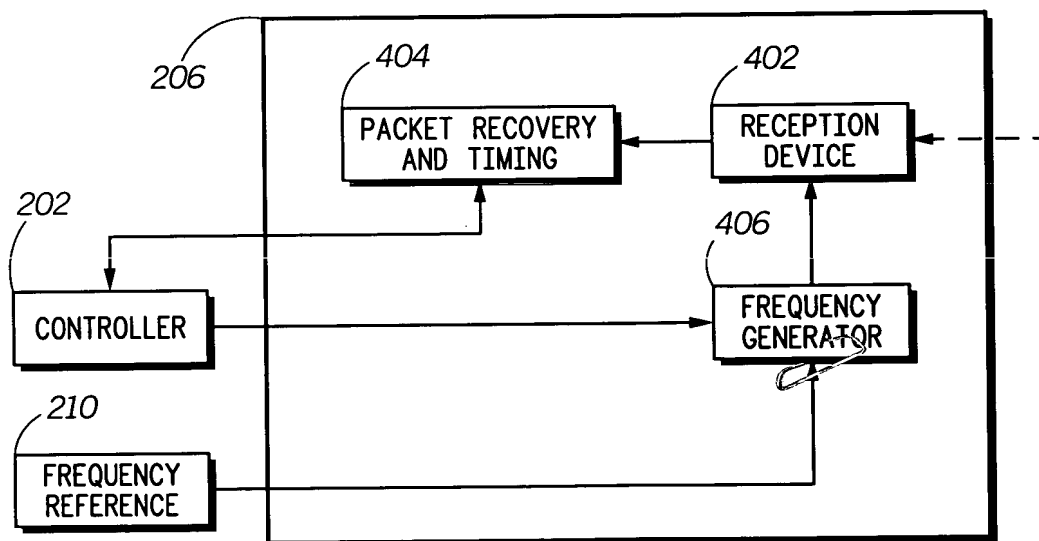 206
404
PACKET RECOVERY
AND TIMING
402
RECEPTION
DEVICE
202
CONTROLLER
406
FREQUENCY
GENERATOR
210
FREQUENCY
REFERENCE